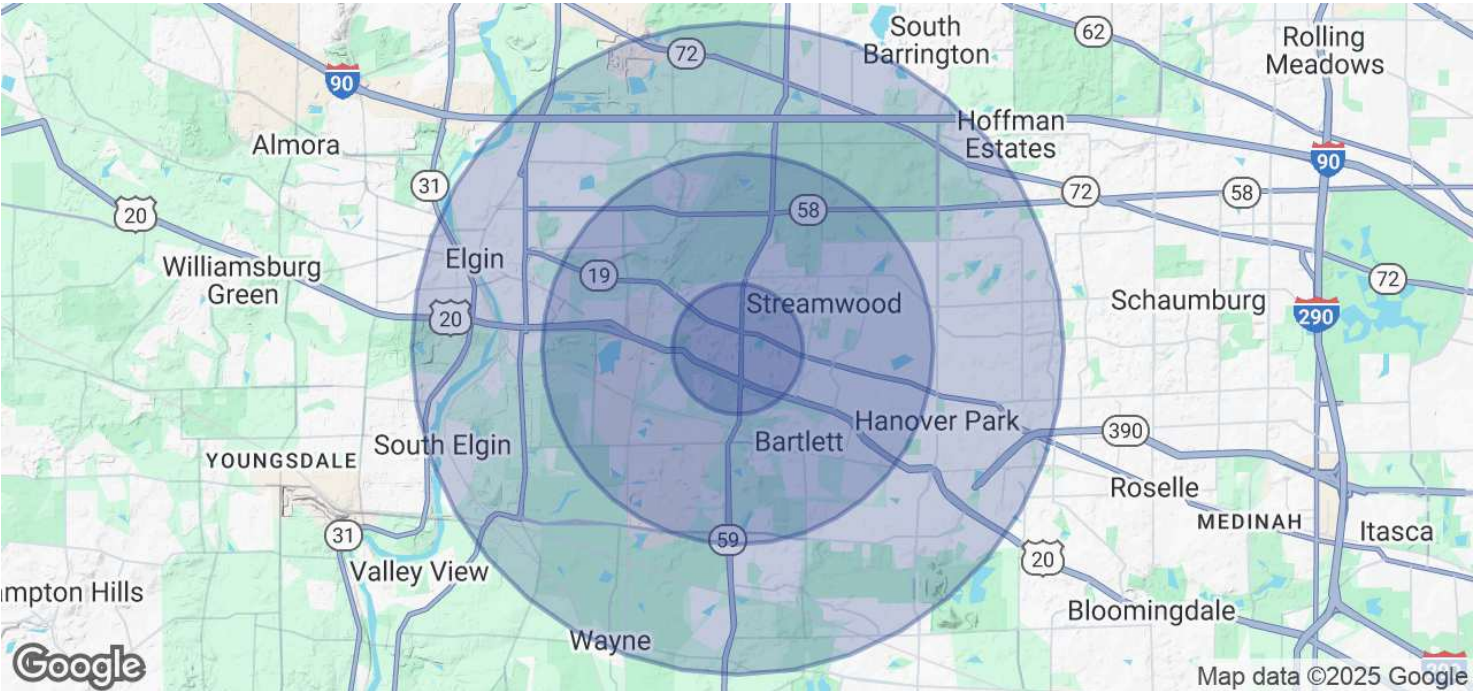 South
Barrington
62
Rolling
Meadows
72
90
Almora
Hoffman
Estates
90
31
72
58
20
58
Elgin
Williamsburg
Green
19
72
Streamwood
Schaumburg
20
290
Hanover Park
390
South Elgin
Bartlett
YOUNGSDALE
Roselle
MEDINAH
Itasca
31
59
20
Valley View
ampton Hills
Bloomingdale
Wayne
Google
Map data ©2025 Google